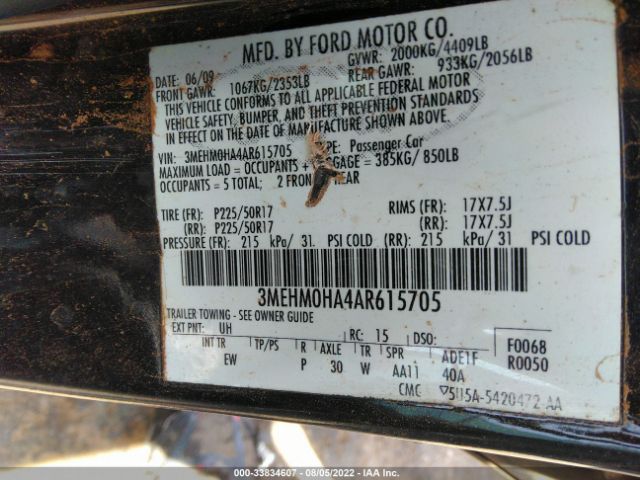 MFD. BY FORD MOTOR CO.
DATE: 06/09 GVWR: 2000KG/4409LB
FRONT GAWR: 1067KG/2353LB REAR GAWR: 933KG/2056LB
THIS VEHICLE CONFORMS TO ALL APPLICABLE FEDERAL MOTOR
VEHICLE SAFETY, BUMPER, AND THEFT PREVENTION STANDARDS
IN EFFECT ON THE DATE OF MANUFACTURE SHOWN ABOVE.
VIN: 3MEHM0HA4AR615705 Passenger Car
MAXIMUM LOAD = OCCUPANTS + = 385KG/ 850LB
OCCUPANTS = 5 TOTAL; 2
TIRE (FR): P225/50R17 RIMS (FR): 17X7.5J
(RR): P225/50R17 (RR): 17X7.5J
PRESSURE (FR): 215 kPa/ 31. PSI COLD (RR): 215 kPa/ 31 PSI COLD
3MEHM0HA4AR615705
TRAILER TOWING - SEE OWNER GUIDE
EXT PNT: UH RC: 15 DSO: F0068
INT TR TP/PS R AXLE TR SPR ADE1F R0050
EW P 30 W AA11 40A
CMC 5U5A-5420472-AA
000-33834607 - 08/05/2022 - IAA Inc.